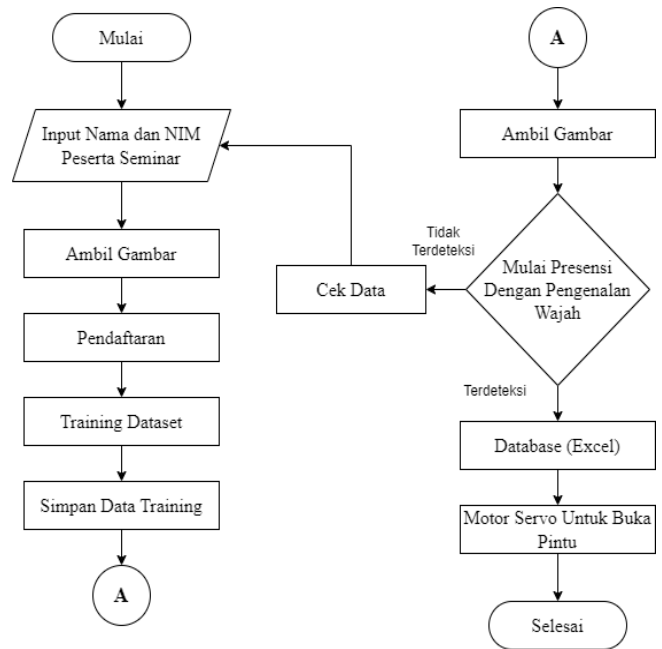 Mulai
Input Nama dan NIM
Peserta Seminar
Ambil Gambar
Pendaftaran
Training Dataset
Simpan Data Training
A
A
Ambil Gambar
Mulai Presensi
Dengan Pengenalan
Wajah
Tidak
Terdeteksi
Cek Data
Terdeteksi
Database (Excel)
Motor Servo Untuk Buka
Pintu
Selesai